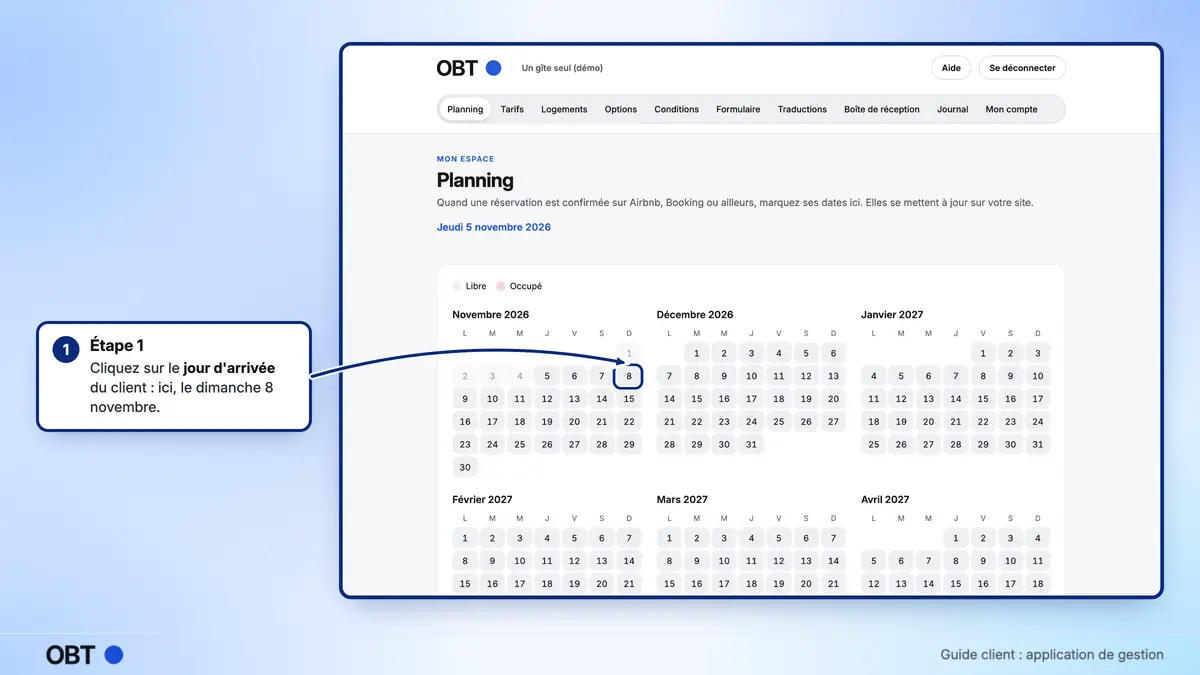 OBT
Un gîte seul (démo)
Aide
Se déconnecter
Planning Tarifs Logements Options Conditions Formulaire Traductions Boîte de réception Journal Mon compte
MON ESPACE
Planning
Quand une réservation est confirmée sur Airbnb, Booking ou ailleurs, marquez ses dates ici. Elles se mettent à jour sur votre site.
Jeudi 5 novembre 2026
Libre Occupé
Novembre 2026
L M M J V S D
1
2 3 4 5 6 7 8
9 10 11 12 13 14 15
16 17 18 19 20 21 22
23 24 25 26 27 28 29
30
Décembre 2026
L M M J V S D
1 2 3 4 5 6
7 8 9 10 11 12 13
14 15 16 17 18 19 20
21 22 23 24 25 26 27
28 29 30 31
Janvier 2027
L M M J V S D
1 2 3
4 5 6 7 8 9 10
11 12 13 14 15 16 17
18 19 20 21 22 23 24
25 26 27 28 29 30 31
Février 2027
L M M J V S D
1 2 3 4 5 6 7
8 9 10 11 12 13 14
15 16 17 18 19 20 21
Mars 2027
L M M J V S D
1 2 3 4 5 6 7
8 9 10 11 12 13 14
15 16 17 18 19 20 21
Avril 2027
L M M J V S D
1 2 3 4
5 6 7 8 9 10 11
12 13 14 15 16 17 18
1
Étape 1
Cliquez sur le jour d'arrivée
du client : ici, le dimanche 8
novembre.
OBT
Guide client : application de gestion